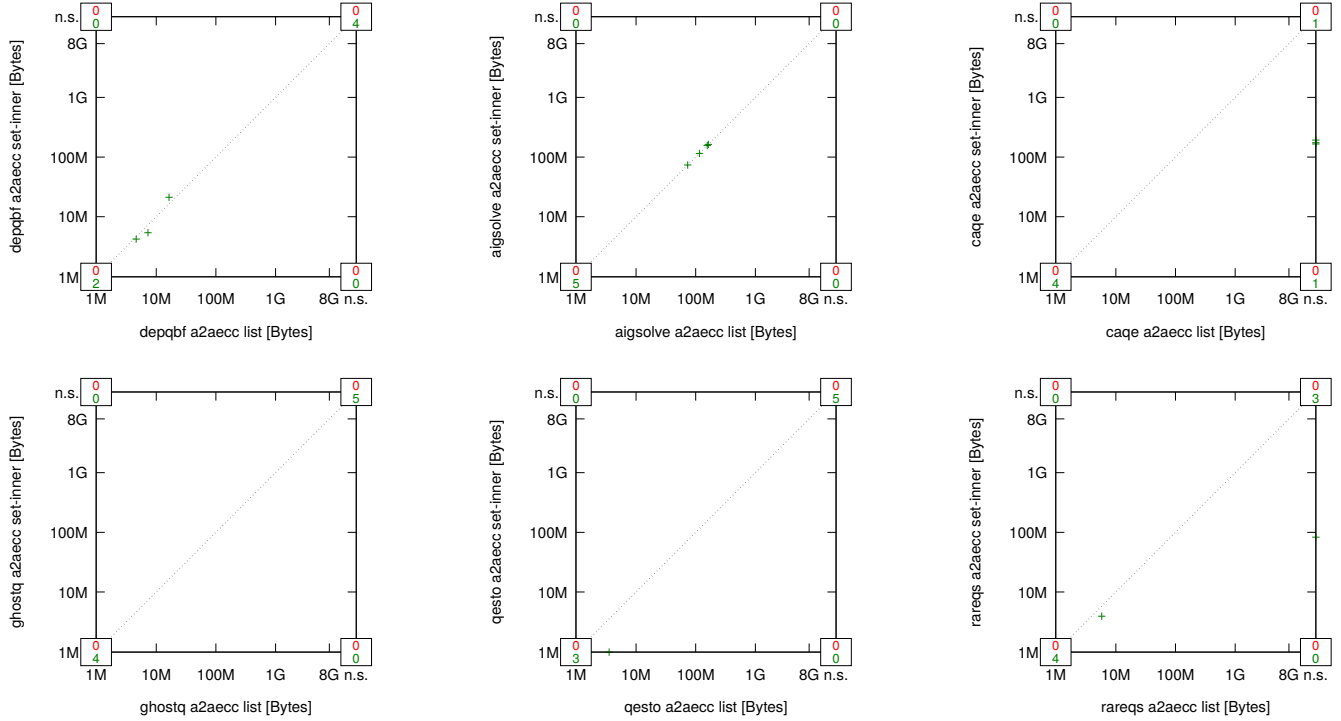 n.s. 0 0 0 4
8G
1G
100M
10M
1M 0 2 0 0
1M 10M 100M 1G 8G n.s.
depqbf a2aecc set-inner [Bytes]
depqbf a2aecc list [Bytes]
n.s. 0 0 0 0
8G
1G
100M
10M
1M 0 5 0 0
1M 10M 100M 1G 8G n.s.
aigsolve a2aecc set-inner [Bytes]
aigsolve a2aecc list [Bytes]
n.s. 0 0 0 1
8G
1G
100M
10M
1M 0 4 0 1
1M 10M 100M 1G 8G n.s.
caqe a2aecc set-inner [Bytes]
caqe a2aecc list [Bytes]
n.s. 0 0 0 5
8G
1G
100M
10M
1M 0 4 0 0
1M 10M 100M 1G 8G n.s.
ghostq a2aecc set-inner [Bytes]
ghostq a2aecc list [Bytes]
n.s. 0 0 0 5
8G
1G
100M
10M
1M 0 3 0 0
1M 10M 100M 1G 8G n.s.
qesto a2aecc set-inner [Bytes]
qesto a2aecc list [Bytes]
n.s. 0 0 0 3
8G
1G
100M
10M
1M 0 4 0 0
1M 10M 100M 1G 8G n.s.
rareqs a2aecc set-inner [Bytes]
rareqs a2aecc list [Bytes]